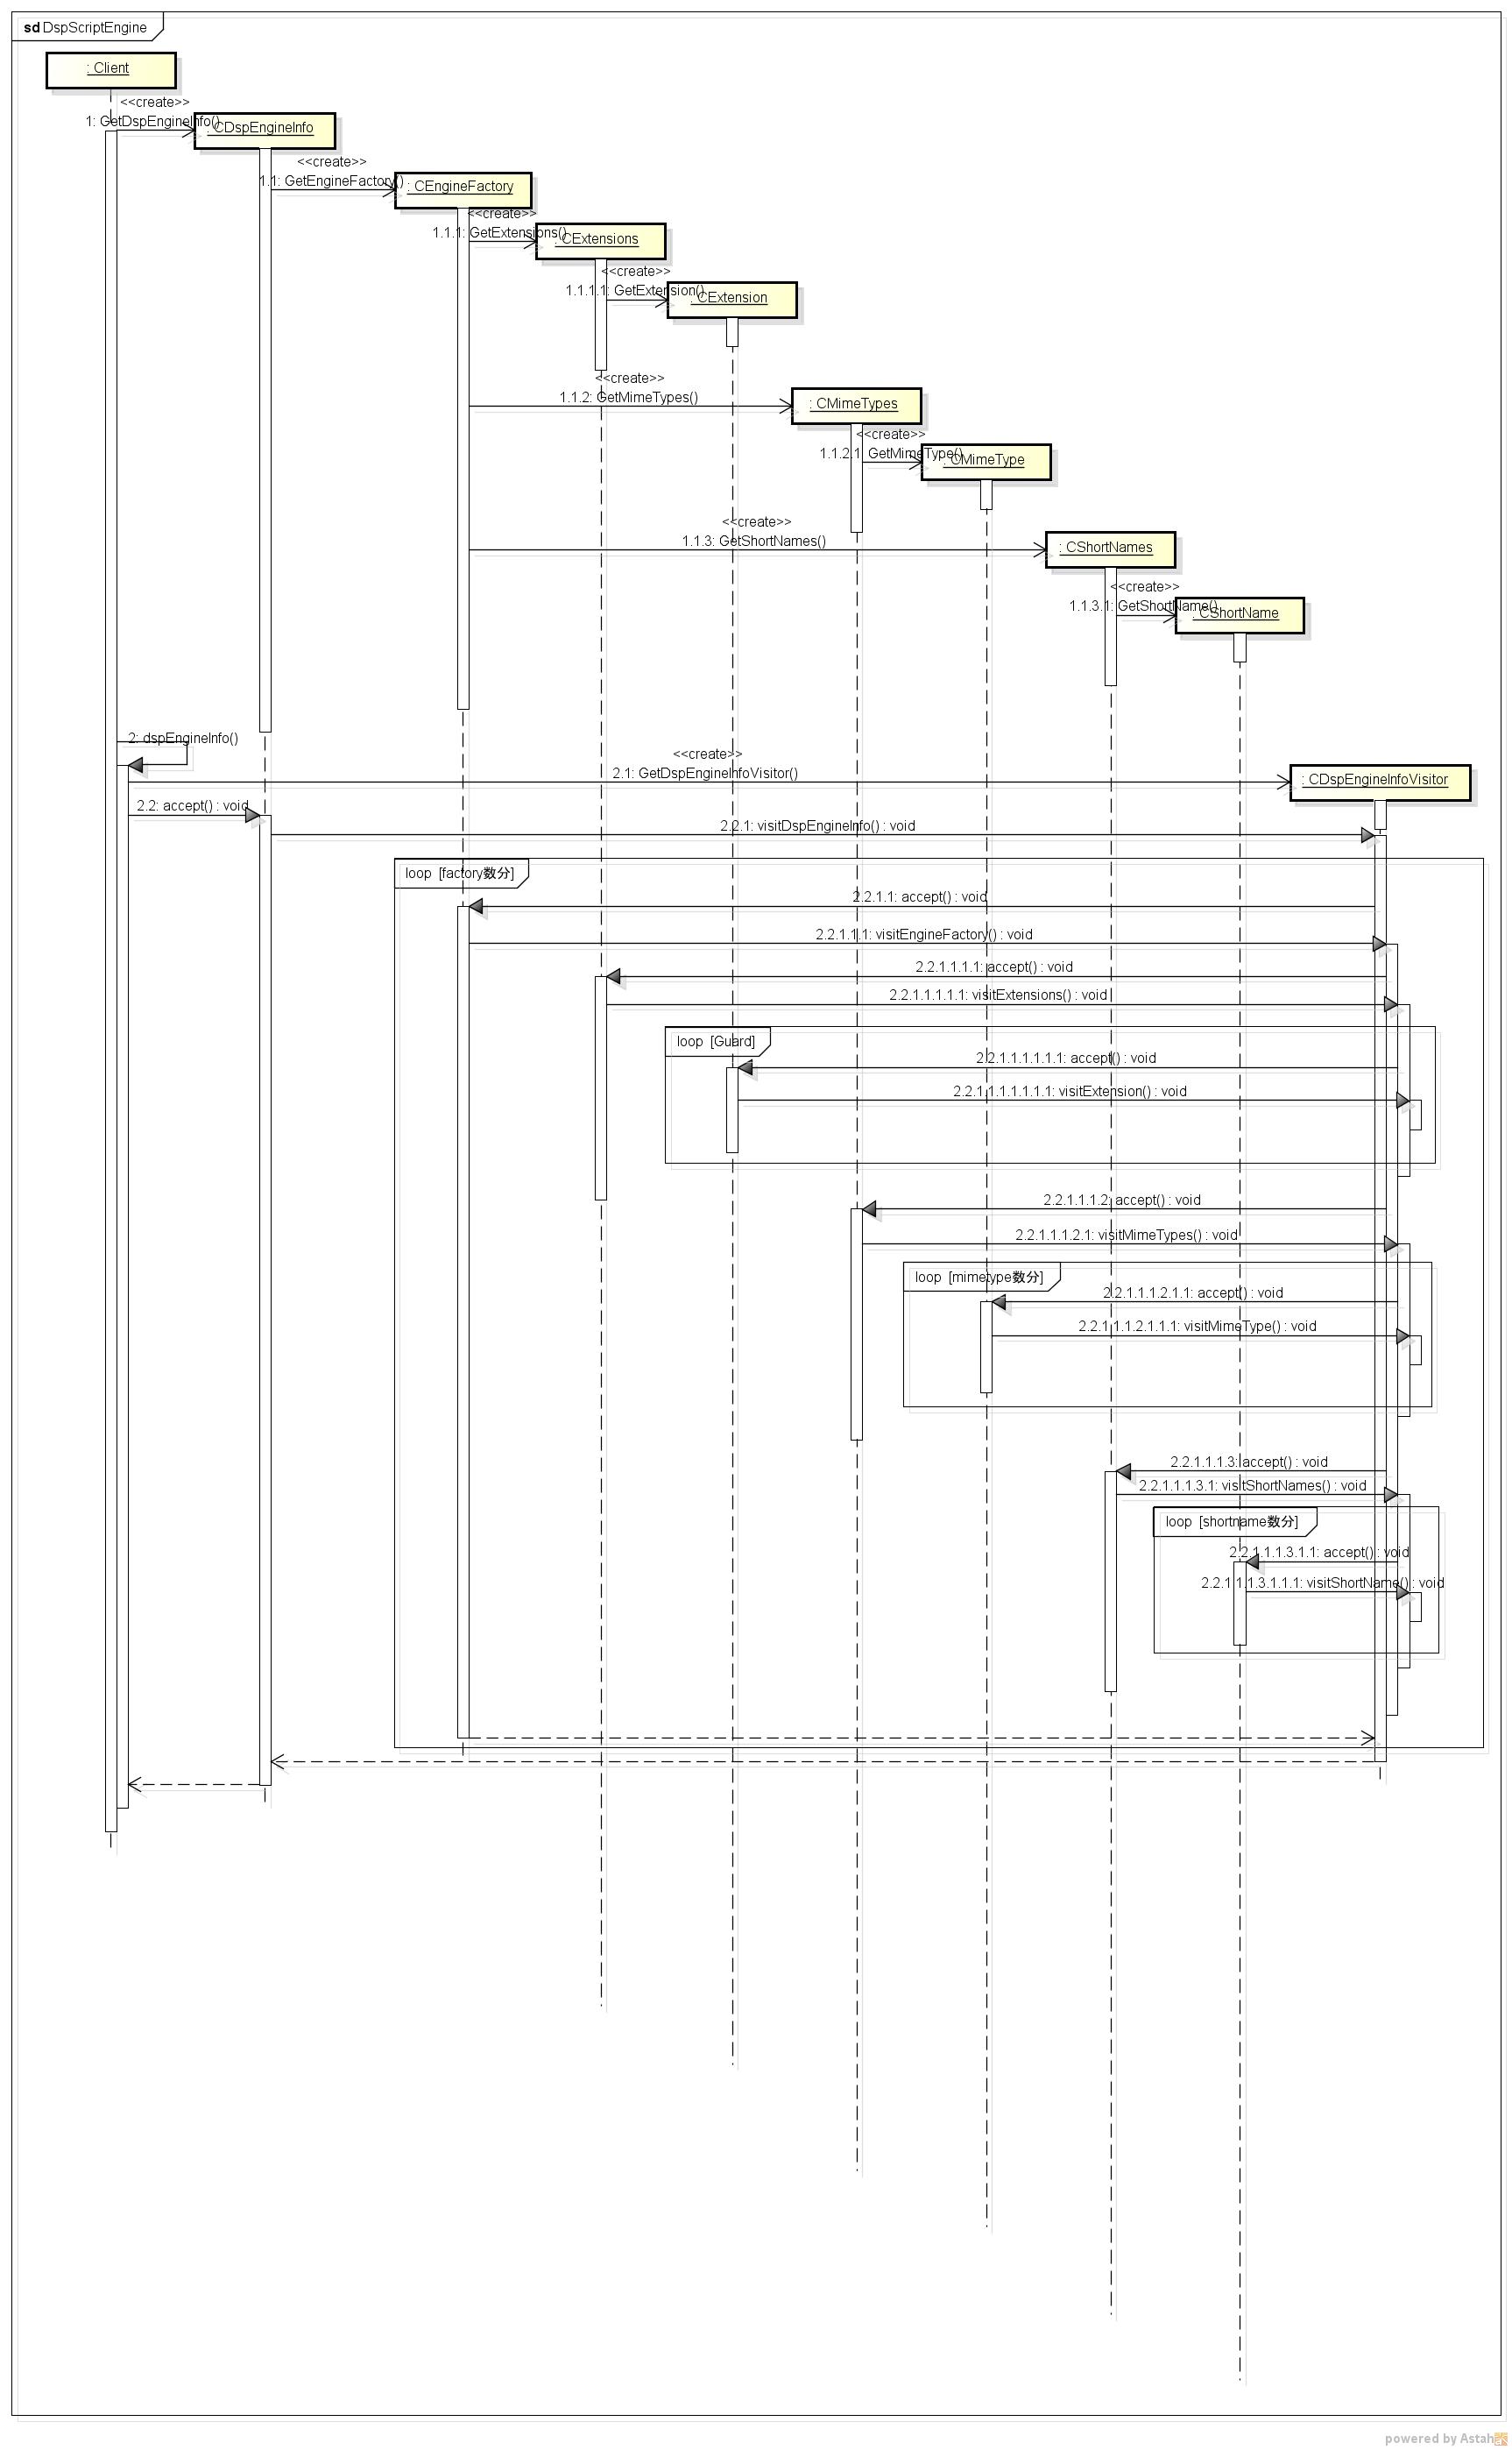 sd DspScriptEngine
: Client
<<create>>
1: GetDspEngineInfo()
: CDspEngineInfo
<<create>>
1.1: GetEngineFactory()
: CEngineFactory
<<create>>
1.1.1: GetExtensions()
: CExtensions
<<create>>
1.1.1.1: GetExtension()
: CExtension
<<create>>
1.1.2: GetMimeTypes()
: CMimeTypes
<<create>>
1.1.2.1: GetMimeType()
: CMimeType
<<create>>
1.1.3: GetShortNames()
: CShortNames
<<create>>
1.1.3.1: GetShortName()
: CShortName
2: dspEngineInfo()
<<create>>
2.1: GetDspEngineInfoVisitor()
: CDspEngineInfoVisitor
2.2: accept() : void
2.2.1: visitDspEngineInfo() : void
loop [factory数分]
2.2.1.1: accept() : void
2.2.1.1.1: visitEngineFactory() : void
2.2.1.1.1.1: accept() : void
2.2.1.1.1.1.1: visitExtensions() : void
loop [Guard]
2.2.1.1.1.1.1.1: accept() : void
2.2.1.1.1.1.1.1.1: visitExtension() : void
2.2.1.1.1.2: accept() : void
2.2.1.1.1.2.1: visitMimeTypes() : void
loop [mimetype数分]
2.2.1.1.1.2.1.1: accept() : void
2.2.1.1.1.2.1.1.1: visitMimeType() : void
2.2.1.1.1.3: accept() : void
2.2.1.1.1.3.1: visitShortNames() : void
loop [shortname数分]
2.2.1.1.1.3.1.1: accept() : void
2.2.1.1.1.3.1.1.1: visitShortName() : void
powered by Astah